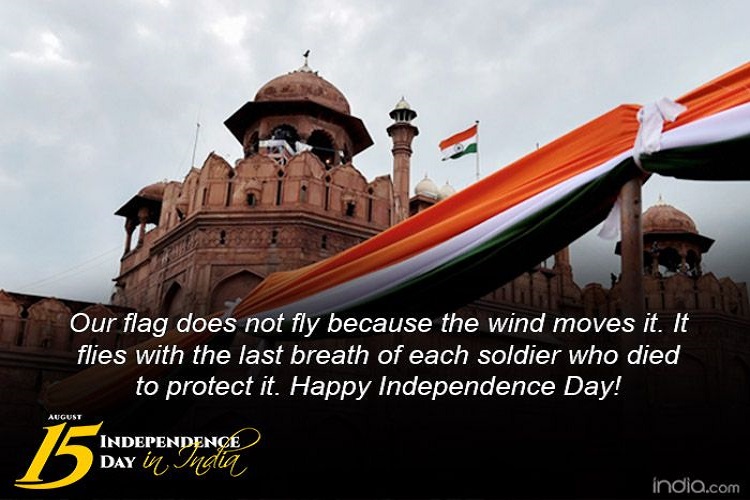 Our flag does not fly because the wind moves it. It
flies with the last breath of each soldier who died
to protect it. Happy Independence Day!
AUGUST
15 INDEPENDENCE
DAY in India
india.com